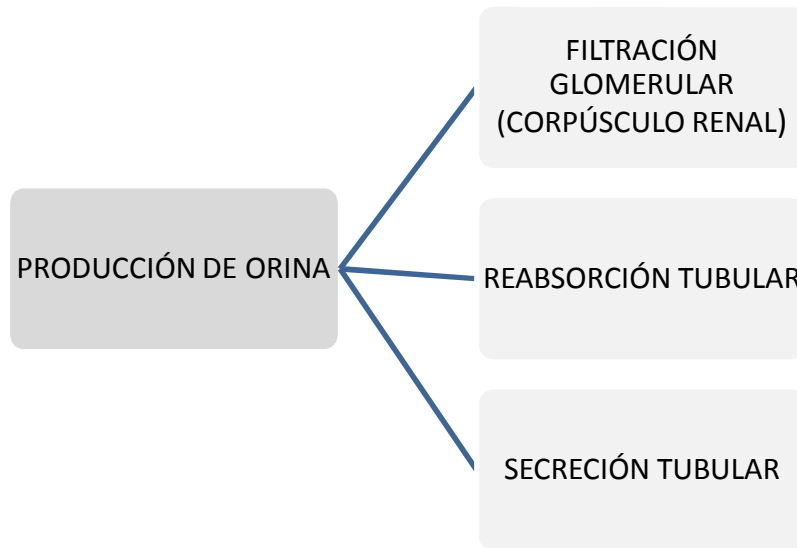 FILTRACIÓN
GLOMERULAR
(CORPÚSCULO RENAL)
PRODUCCIÓN DE ORINA
REABSORCIÓN TUBULAR
SECRECIÓN TUBULAR